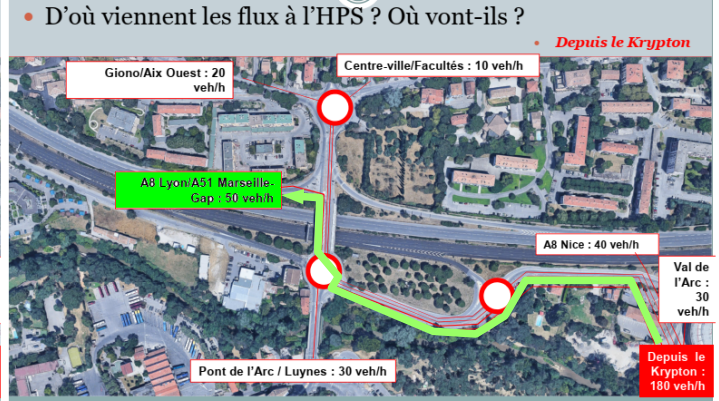 • D'où viennent les flux à l'HPS ? Où vont-ils ?
• Depuis le Krypton
Giono/Aix Ouest : 20
veh/h
Centre-ville/Facultés : 10 veh/h
A8 Lyon/A51 Marseille-
Gap : 50 veh/h
A8 Nice : 40 veh/h
Val de
l'Arc :
30
veh/h
Pont de l'Arc / Luynes : 30 veh/h
Depuis le
Krypton :
180 veh/h